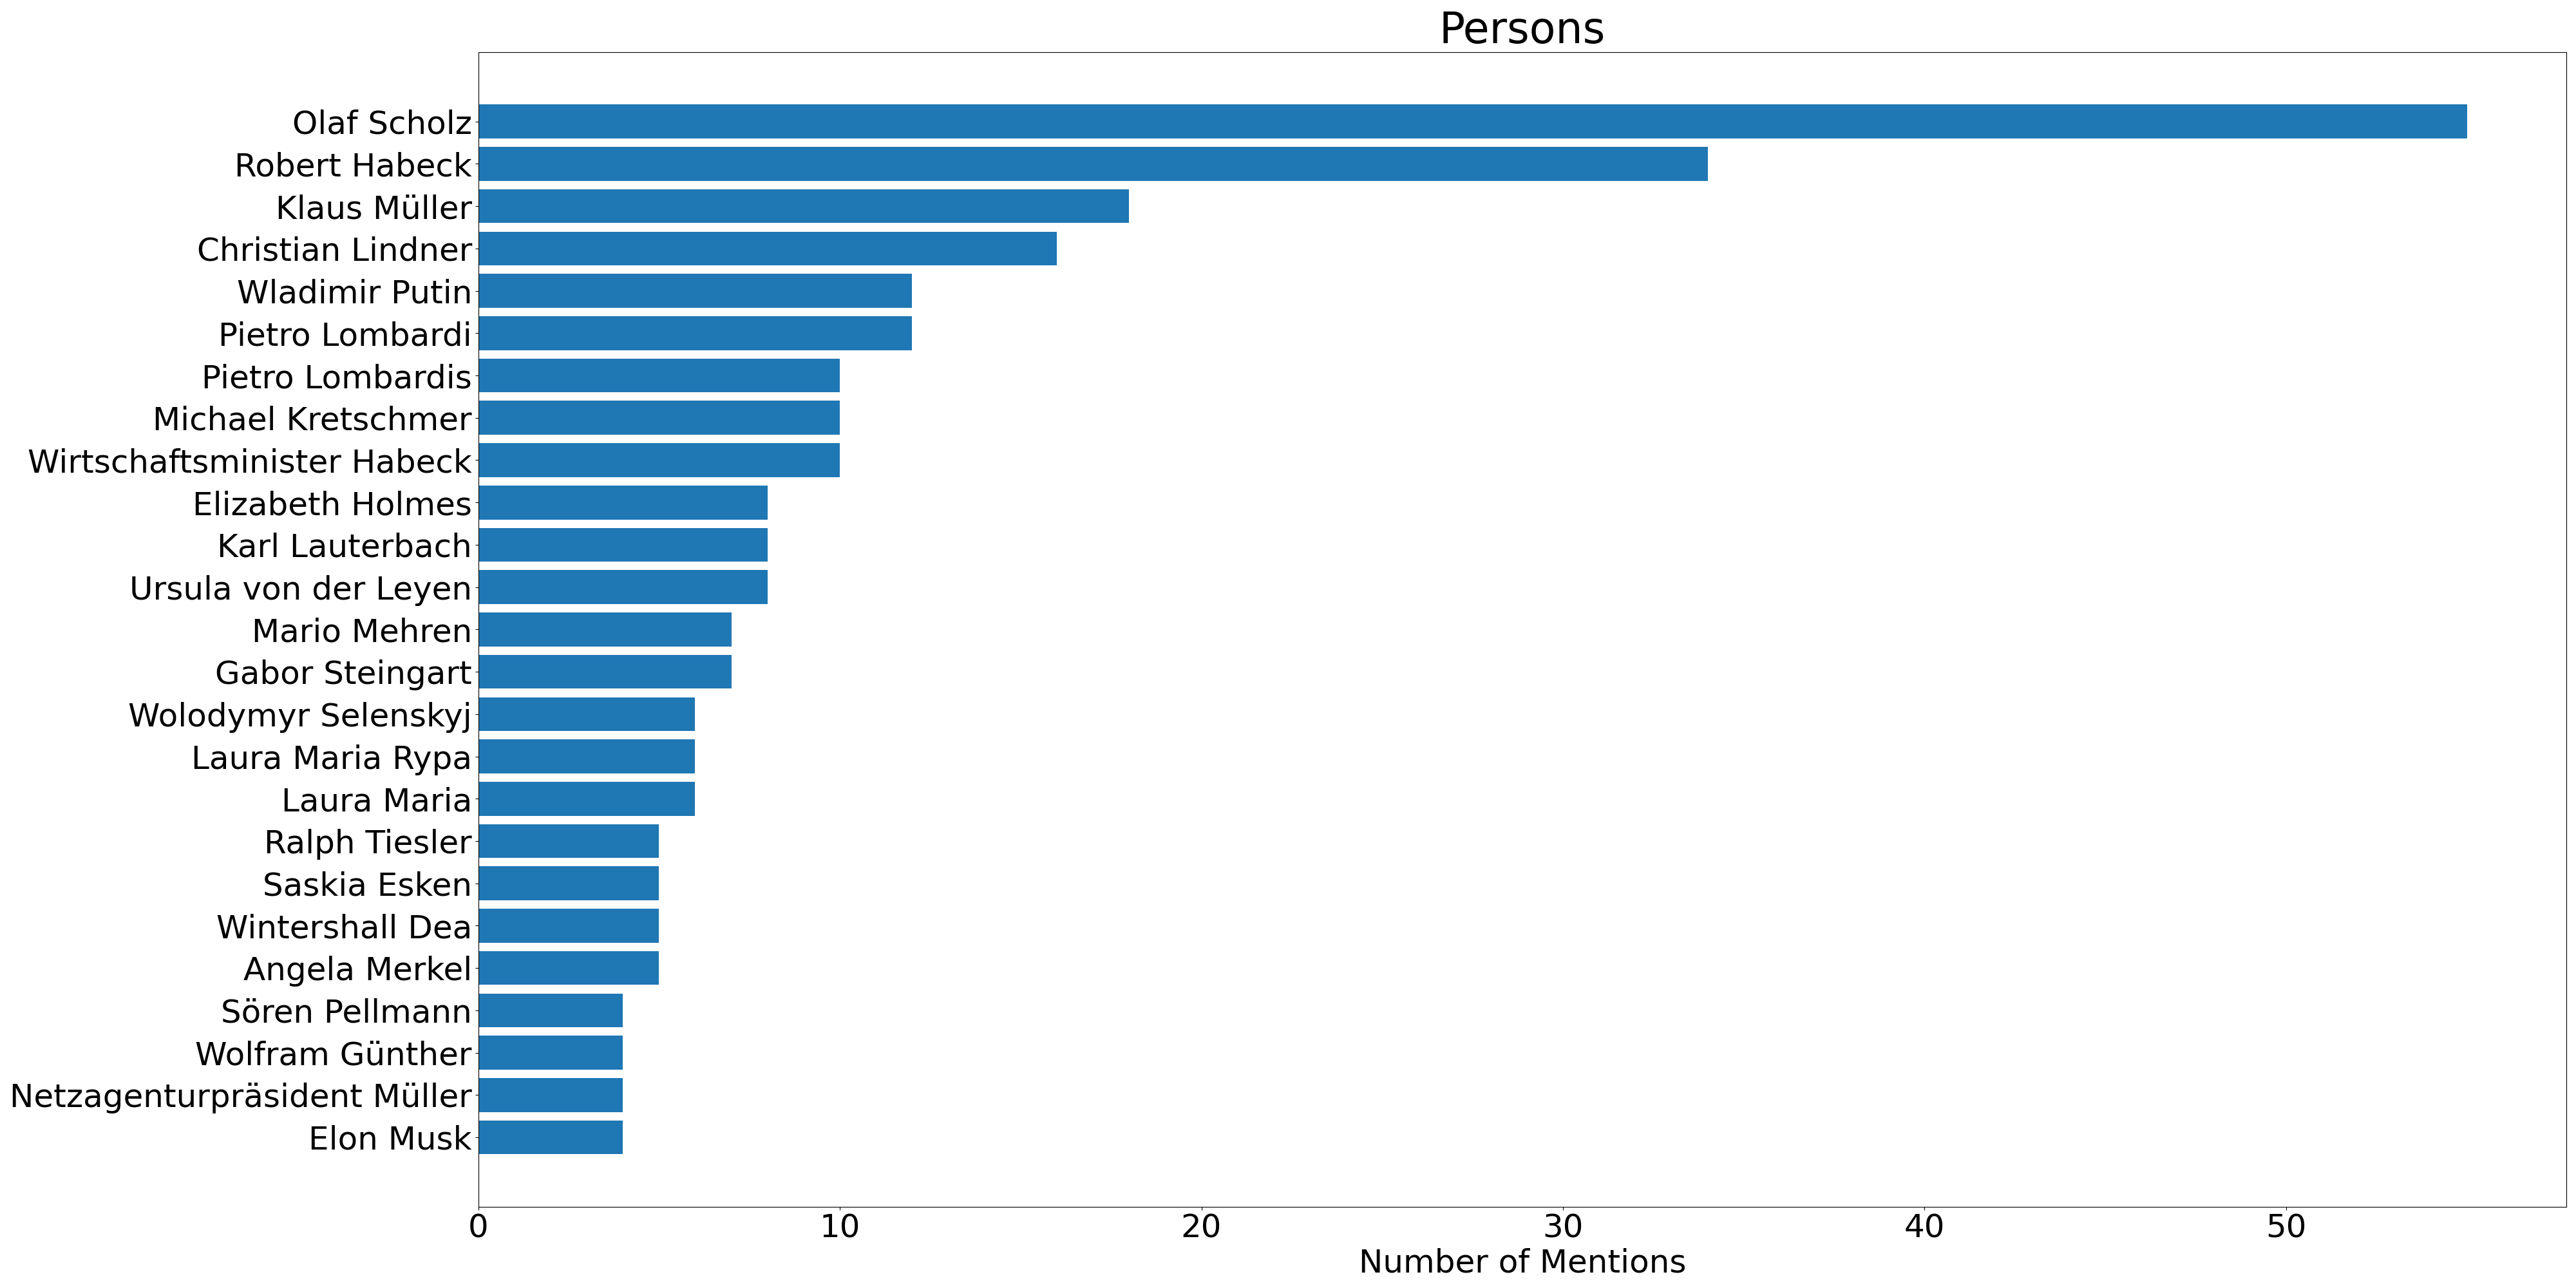 Persons
Olaf Scholz
Robert Habeck
Klaus Müller
Christian Lindner
Wladimir Putin
Pietro Lombardi
Pietro Lombardis
Michael Kretschmer
Wirtschaftsminister Habeck
Elizabeth Holmes
Karl Lauterbach
Ursula von der Leyen
Mario Mehren
Gabor Steingart
Wolodymyr Selenskyj
Laura Maria Rypa
Laura Maria
Ralph Tiesler
Saskia Esken
Wintershall Dea
Angela Merkel
Sören Pellmann
Wolfram Günther
Netzagenturpräsident Müller
Elon Musk
0 10 20 30 40 50
Number of Mentions